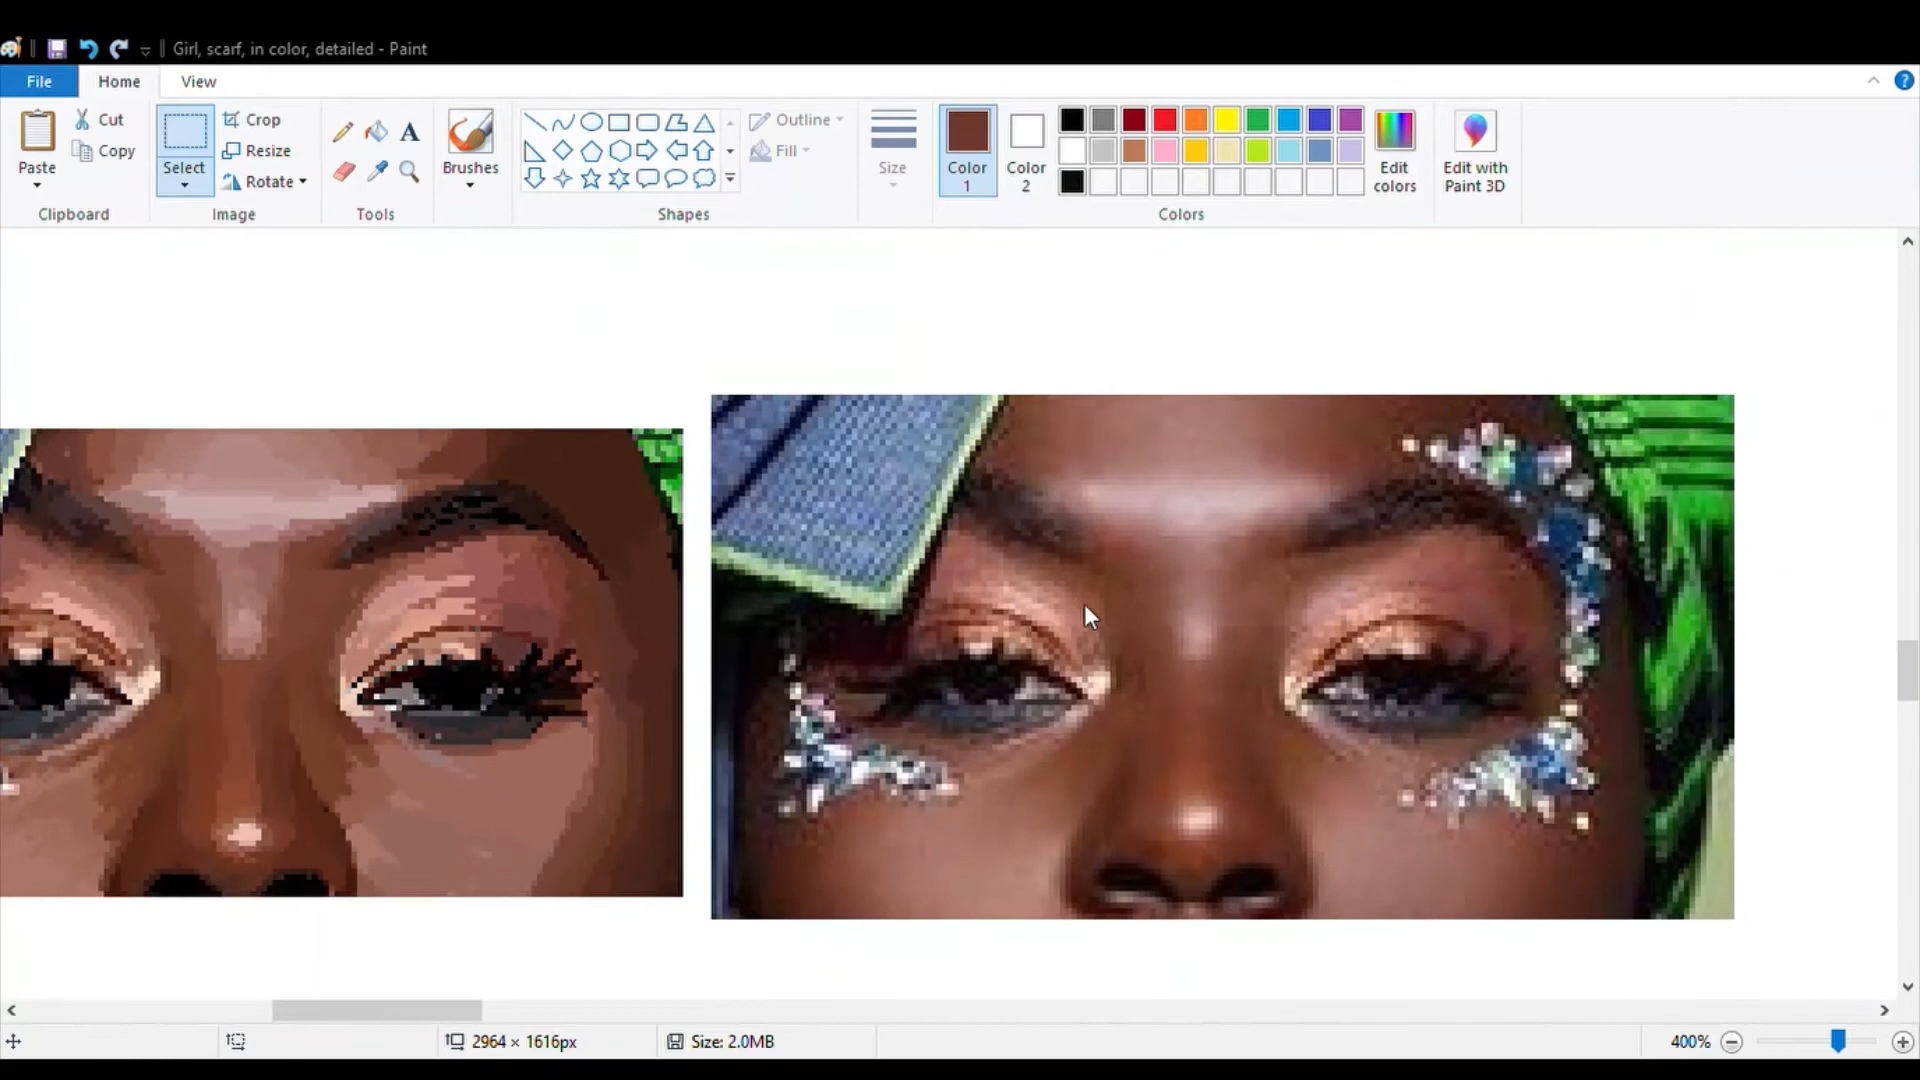 Girl, scarf, in color, detailed - Paint
File
Home
View
Paste
Cut
Copy
Clipboard
Select
Crop
Resize
Rotate
Image
A
Tools
Brushes
Outline
Fill
Shapes
Size
Color
1
Color
2
Edit
colors
Colors
Edit with
Paint 3D
?
2964 × 1616px
Size: 2.0MB
400%